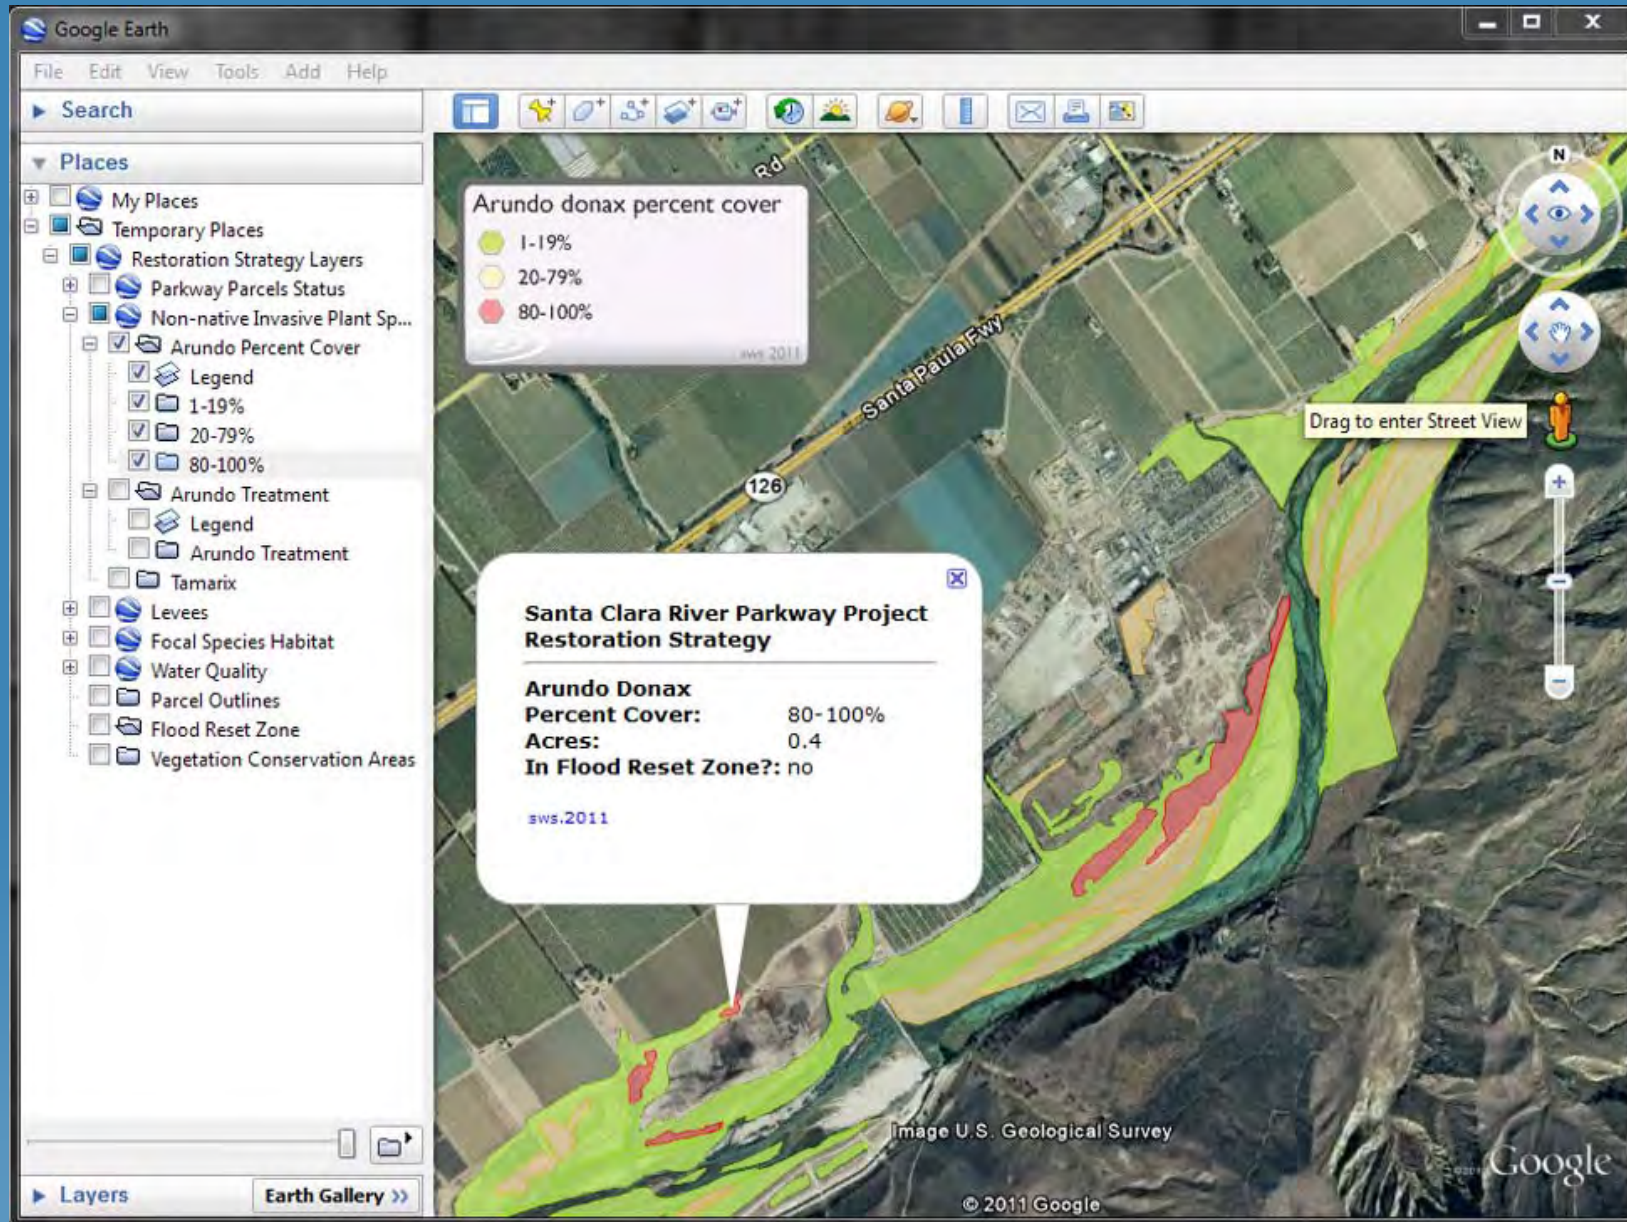 Google Earth
File Edit View Tools Add Help
Search
Places
My Places
Temporary Places
Restoration Strategy Layers
Parkway Parcels Status
Non-native Invasive Plant Sp...
Arundo Percent Cover
Legend
1-19%
20-79%
80-100%
Arundo Treatment
Legend
Arundo Treatment
Tamarix
Levees
Focal Species Habitat
Water Quality
Parcel Outlines
Flood Reset Zone
Vegetation Conservation Areas
Layers
Earth Gallery >>
Rd
N
Arundo donax percent cover
1-19%
20-79%
80-100%
sws 2011
Santa Paula Fwy
126
Drag to enter Street View
Santa Clara River Parkway Project
Restoration Strategy
Arundo Donax
Percent Cover: 80-100%
Acres: 0.4
In Flood Reset Zone?: no
sws.2011
Image U.S. Geological Survey
Google
© 2011 Google